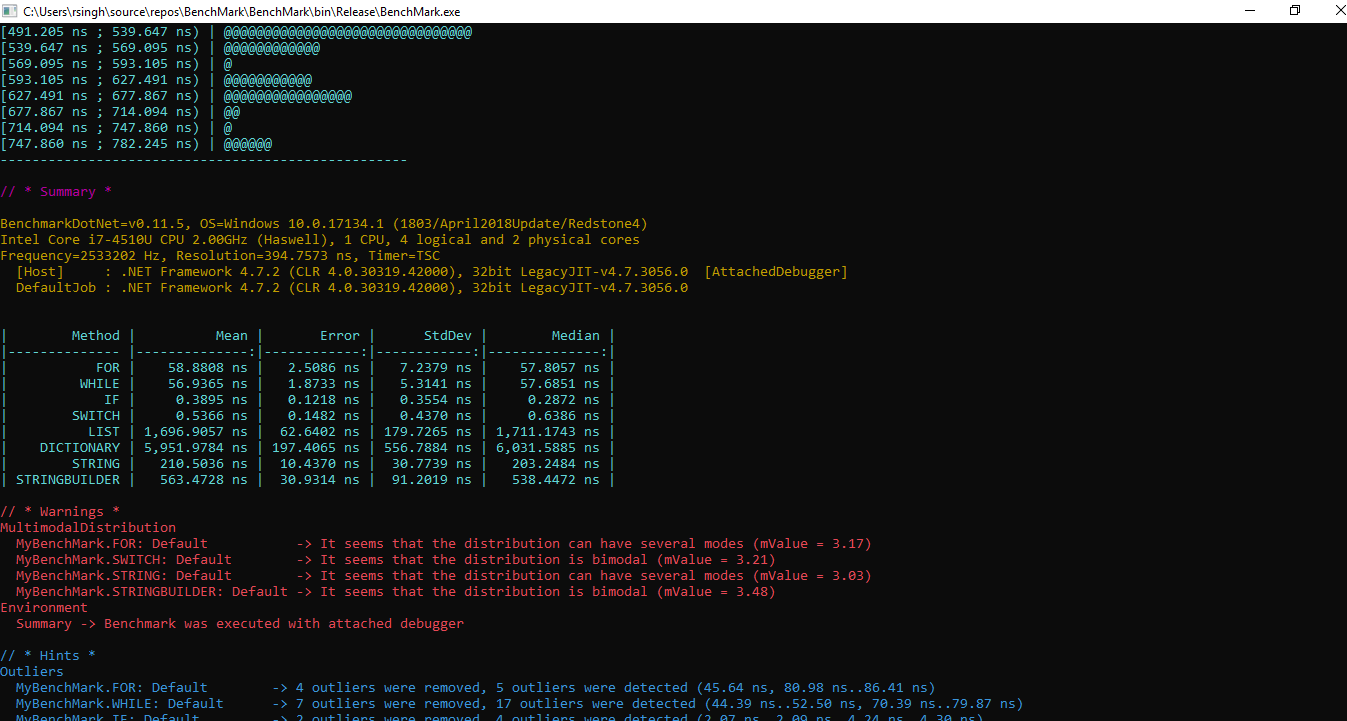 C:\Users\rsingh\source\repos\BenchMark\BenchMark\bin\Release\BenchMark.exe
[491.205 ns ; 539.647 ns) | @@@@@@@@@@@@@@@@@@@@@@@@@@@@@@@
[539.647 ns ; 569.095 ns) | @@@@@@@@@@@@
[569.095 ns ; 593.105 ns) | @
[593.105 ns ; 627.491 ns) | @@@@@@@@@@@
[627.491 ns ; 677.867 ns) | @@@@@@@@@@@@@@@@
[677.867 ns ; 714.094 ns) | @@
[714.094 ns ; 747.860 ns) | @
[747.860 ns ; 782.245 ns) | @@@@@@
---------------------------------------------------
// * Summary *
BenchmarkDotNet=v0.11.5, OS=Windows 10.0.17134.1 (1803/April2018Update/Redstone4)
Intel Core i7-4510U CPU 2.00GHz (Haswell), 1 CPU, 4 logical and 2 physical cores
Frequency=2533202 Hz, Resolution=394.7573 ns, Timer=TSC
[Host]     : .NET Framework 4.7.2 (CLR 4.0.30319.42000), 32bit LegacyJIT-v4.7.3056.0  [AttachedDebugger]
DefaultJob : .NET Framework 4.7.2 (CLR 4.0.30319.42000), 32bit LegacyJIT-v4.7.3056.0
|        Method |          Mean |       Error |      StdDev |        Median |
|-------------- |--------------:|------------:|------------:|--------------:|
|           FOR |    58.8808 ns |   2.5086 ns |   7.2379 ns |    57.8057 ns |
|         WHILE |    56.9365 ns |   1.8733 ns |   5.3141 ns |    57.6851 ns |
|            IF |     0.3895 ns |   0.1218 ns |   0.3554 ns |     0.2872 ns |
|        SWITCH |     0.5366 ns |   0.1482 ns |   0.4370 ns |     0.6386 ns |
|          LIST | 1,696.9057 ns |  62.6402 ns | 179.7265 ns | 1,711.1743 ns |
|    DICTIONARY | 5,951.9784 ns | 197.4065 ns | 556.7884 ns | 6,031.5885 ns |
|        STRING |   210.5036 ns |  10.4370 ns |  30.7739 ns |   203.2484 ns |
| STRINGBUILDER |   563.4728 ns |  30.9314 ns |  91.2019 ns |   538.4472 ns |
// * Warnings *
MultimodalDistribution
MyBenchMark.FOR: Default           -> It seems that the distribution can have several modes (mValue = 3.17)
MyBenchMark.SWITCH: Default        -> It seems that the distribution is bimodal (mValue = 3.21)
MyBenchMark.STRING: Default        -> It seems that the distribution can have several modes (mValue = 3.03)
MyBenchMark.STRINGBUILDER: Default -> It seems that the distribution is bimodal (mValue = 3.48)
Environment
Summary -> Benchmark was executed with attached debugger
// * Hints *
Outliers
MyBenchMark.FOR: Default        -> 4 outliers were removed, 5 outliers were detected (45.64 ns, 80.98 ns..86.41 ns)
MyBenchMark.WHILE: Default      -> 7 outliers were removed, 17 outliers were detected (44.39 ns..52.50 ns, 70.39 ns..79.87 ns)
MyBenchMark.IF: Default         -> 2 outliers were removed, 4 outliers were detected (2.07 ns, 2.09 ns, 4.24 ns, 4.30 ns)